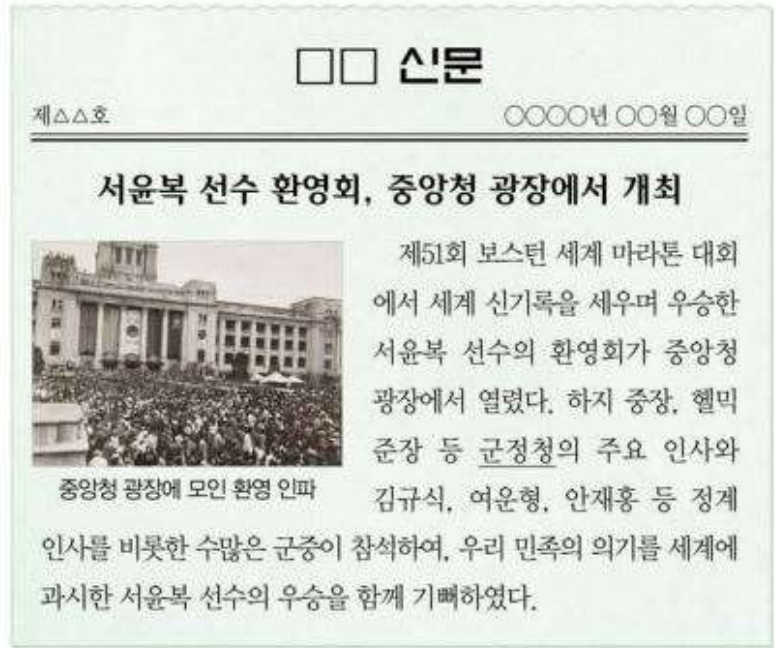 □□ 신문
제△△호
○○○○년 ○○월 ○○일
서윤복 선수 환영회, 중앙청 광장에서 개최
제51회 보스턴 세계 마라톤 대회
에서 세계 신기록을 세우며 우승한
서윤복 선수의 환영회가 중앙청
광장에서 열렸다. 하지 중장, 헬믹
준장 등 군정청의 주요 인사와
김규식, 여운형, 안재홍 등 정계
인사를 비롯한 수많은 군중이 참석하여, 우리 민족의 의기를 세계에
과시한 서윤복 선수의 우승을 함께 기뻐하였다.
중앙청 광장에 모인 환영 인파